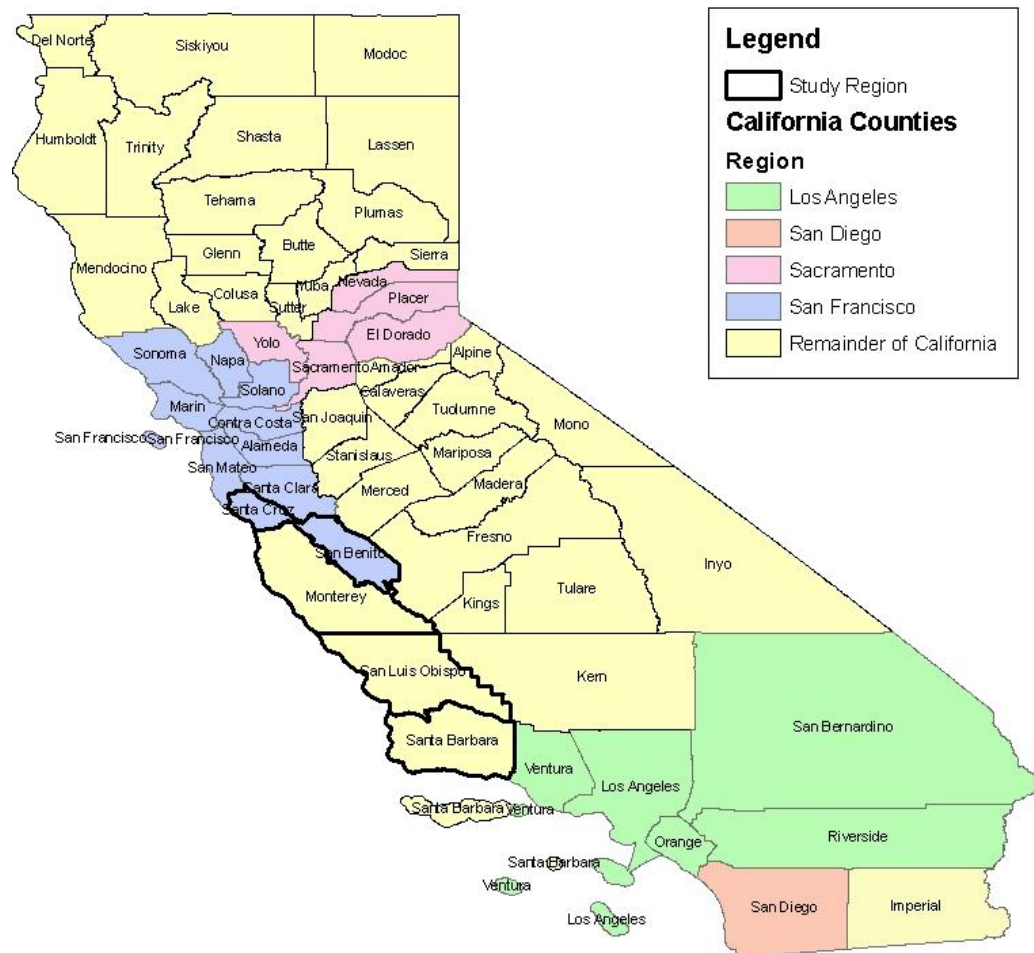 Legend
Study Region
California Counties
Region
Los Angeles
San Diego
Sacramento
San Francisco
Remainder of California
Del Norte
Siskiyou
Modoc
Humboldt
Trinity
Shasta
Lassen
Tehama
Plumas
Mendocino
Glenn
Butte
Sierra
Lake
Colusa
Sutter
Yuba
Nevada
Placer
El Dorado
Yolo
Sonoma
Napa
Solano
Sacramento
Amador
Alpine
Calaveras
Marin
Contra Costa
San Joaquin
Tuolumne
Mono
San Francisco
San Francisco
Alameda
Stanislaus
Mariposa
San Mateo
Santa Clara
Merced
Madera
Santa Cruz
San Benito
Fresno
Inyo
Monterey
Kings
Tulare
San Luis Obispo
Kern
San Bernardino
Santa Barbara
Ventura
Los Angeles
Santa Barbara
Ventura
Orange
Riverside
Santa Barbara
Ventura
Los Angeles
San Diego
Imperial